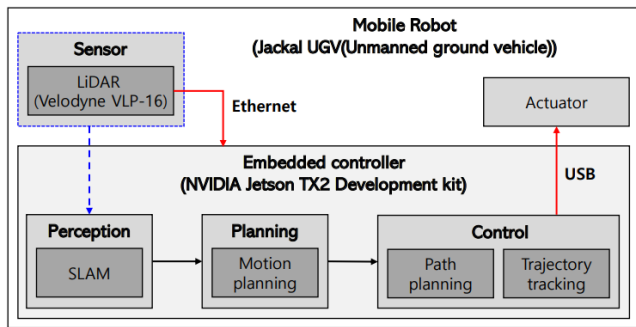 Mobile Robot
(Jackal UGV(Unmanned ground vehicle))
Sensor
LiDAR
(Velodyne VLP-16)
Ethernet
Actuator
USB
Embedded controller
(NVIDIA Jetson TX2 Development kit)
Perception
SLAM
Planning
Motion
planning
Control
Path
planning
Trajectory
tracking